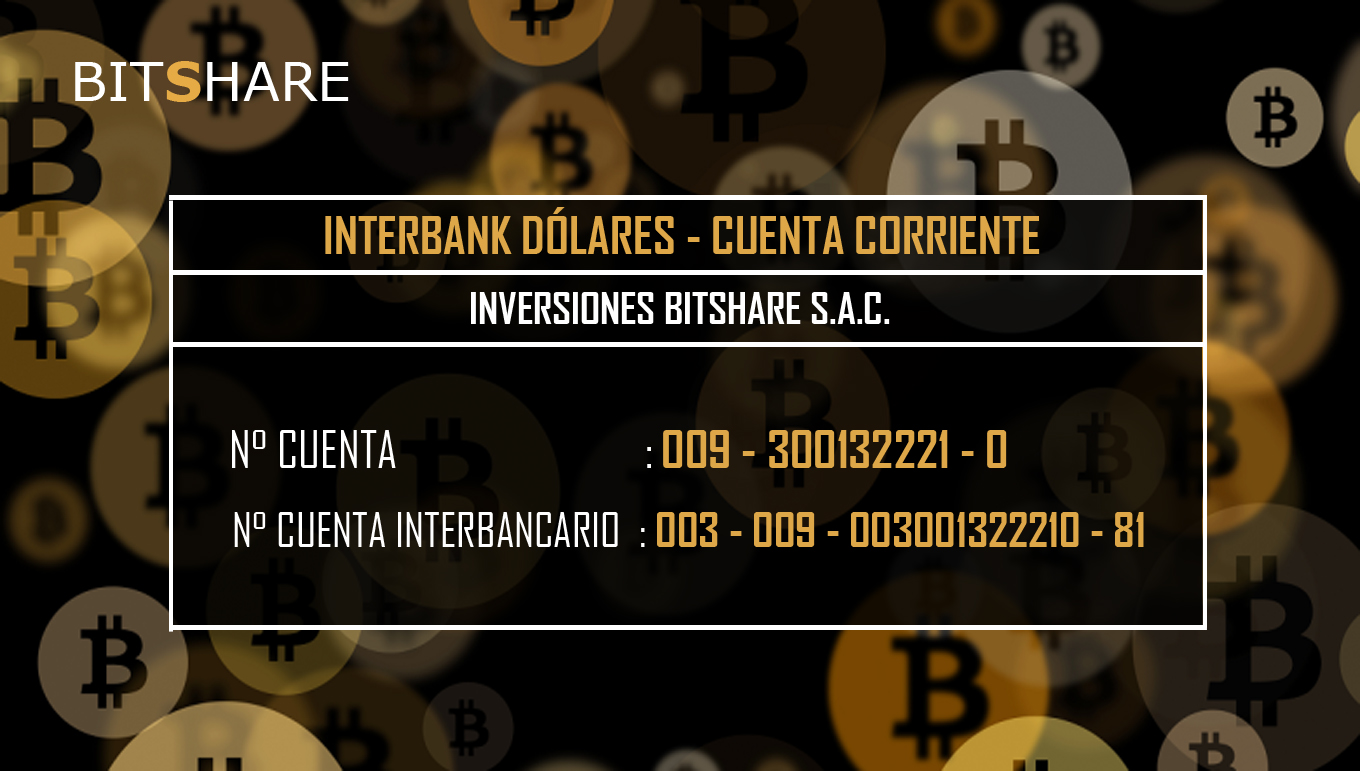 BITSHARE
INTERBANK DÓLARES - CUENTA CORRIENTE
INVERSIONES BITSHARE S.A.C.
Nº CUENTA : 009 - 300132221 - 0
Nº CUENTA INTERBANCARIO : 003 - 009 - 003001322210 - 81